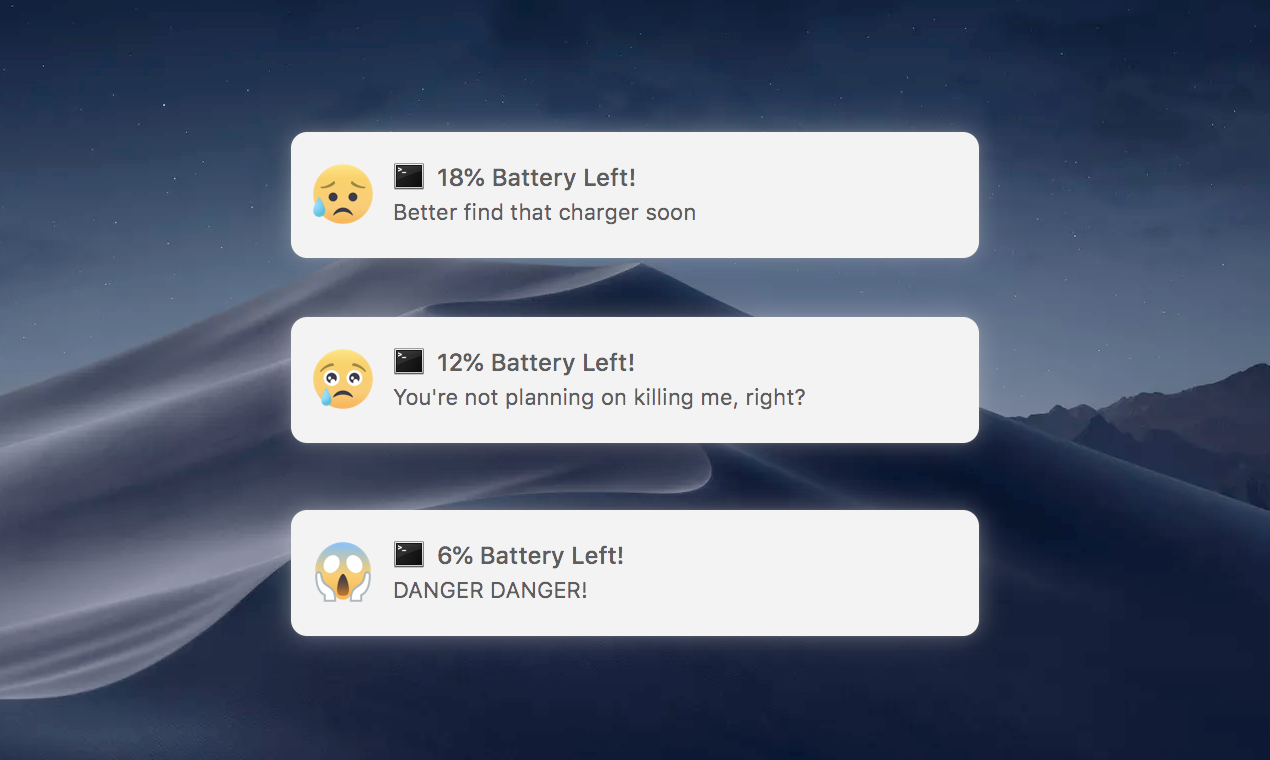 18% Battery Left!
Better find that charger soon
12% Battery Left!
You're not planning on killing me, right?
6% Battery Left!
DANGER DANGER!